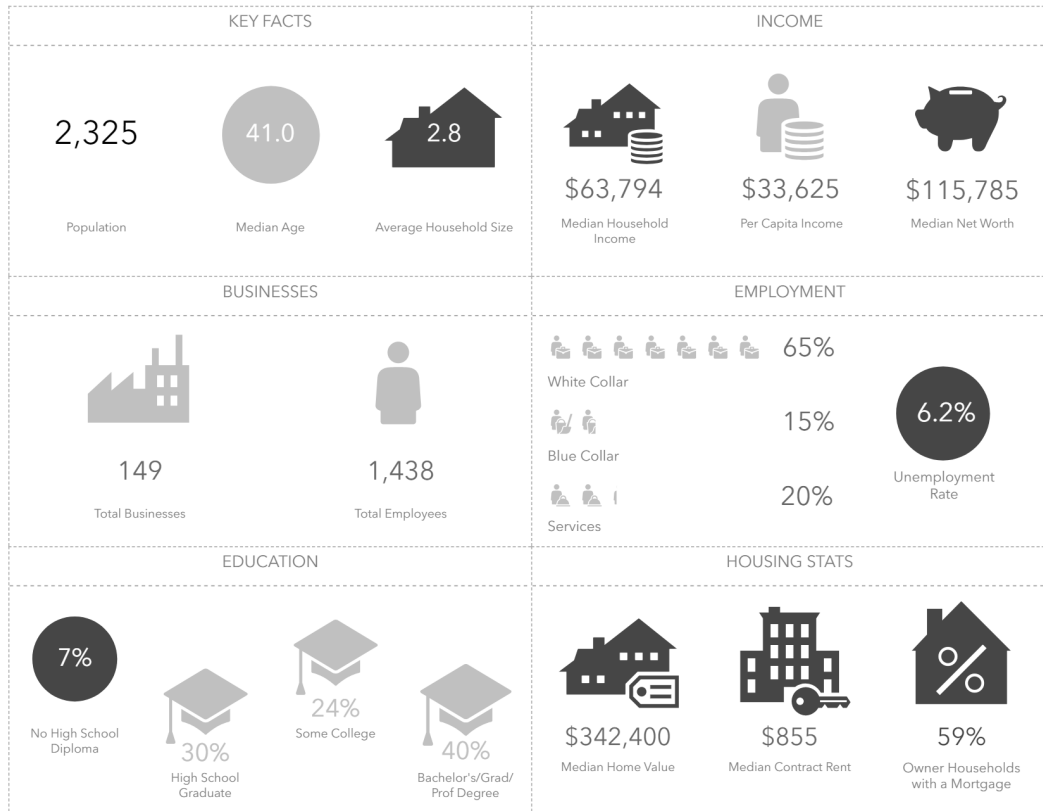 KEY FACTS
2,325
Population
41.0
Median Age
2.8
Average Household Size
INCOME
$63,794
Median Household
Income
$33,625
Per Capita Income
$115,785
Median Net Worth
BUSINESSES
149
Total Businesses
1,438
Total Employees
EMPLOYMENT
65%
White Collar
15%
Blue Collar
20%
Services
6.2%
Unemployment
Rate
EDUCATION
7%
No High School
Diploma
30%
High School
Graduate
24%
Some College
40%
Bachelor's/Grad/
Prof Degree
HOUSING STATS
$342,400
Median Home Value
$855
Median Contract Rent
%
59%
Owner Households
with a Mortgage